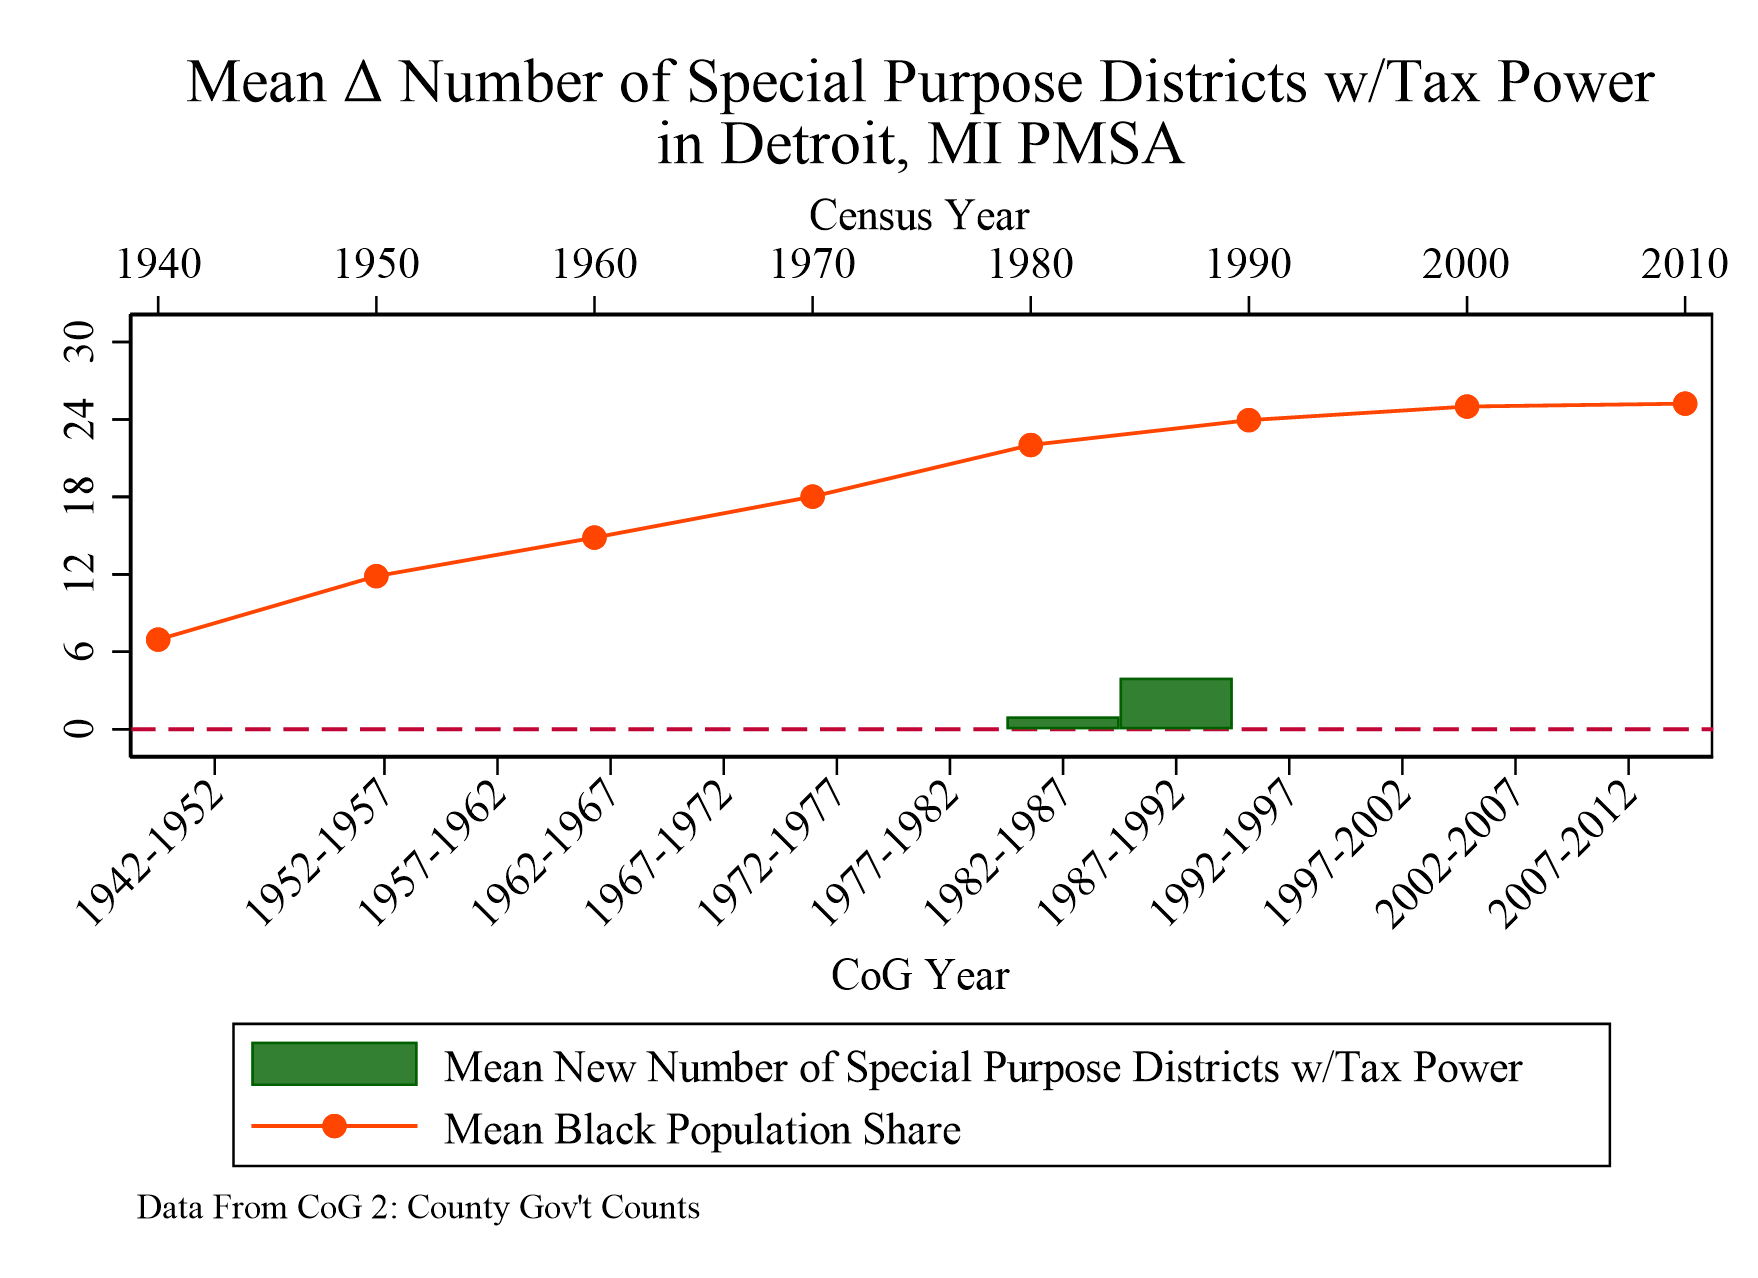 Mean Δ Number of Special Purpose Districts w/Tax Power
in Detroit, MI PMSA
Census Year
1940 1950 1960 1970 1980 1990 2000 2010
30
24
18
12
6
0
1942-1952 1952-1957 1957-1962 1962-1967 1967-1972 1972-1977 1977-1982 1982-1987 1987-1992 1992-1997 1997-2002 2002-2007 2007-2012
CoG Year
Mean New Number of Special Purpose Districts w/Tax Power
Mean Black Population Share
Data From CoG 2: County Gov't Counts